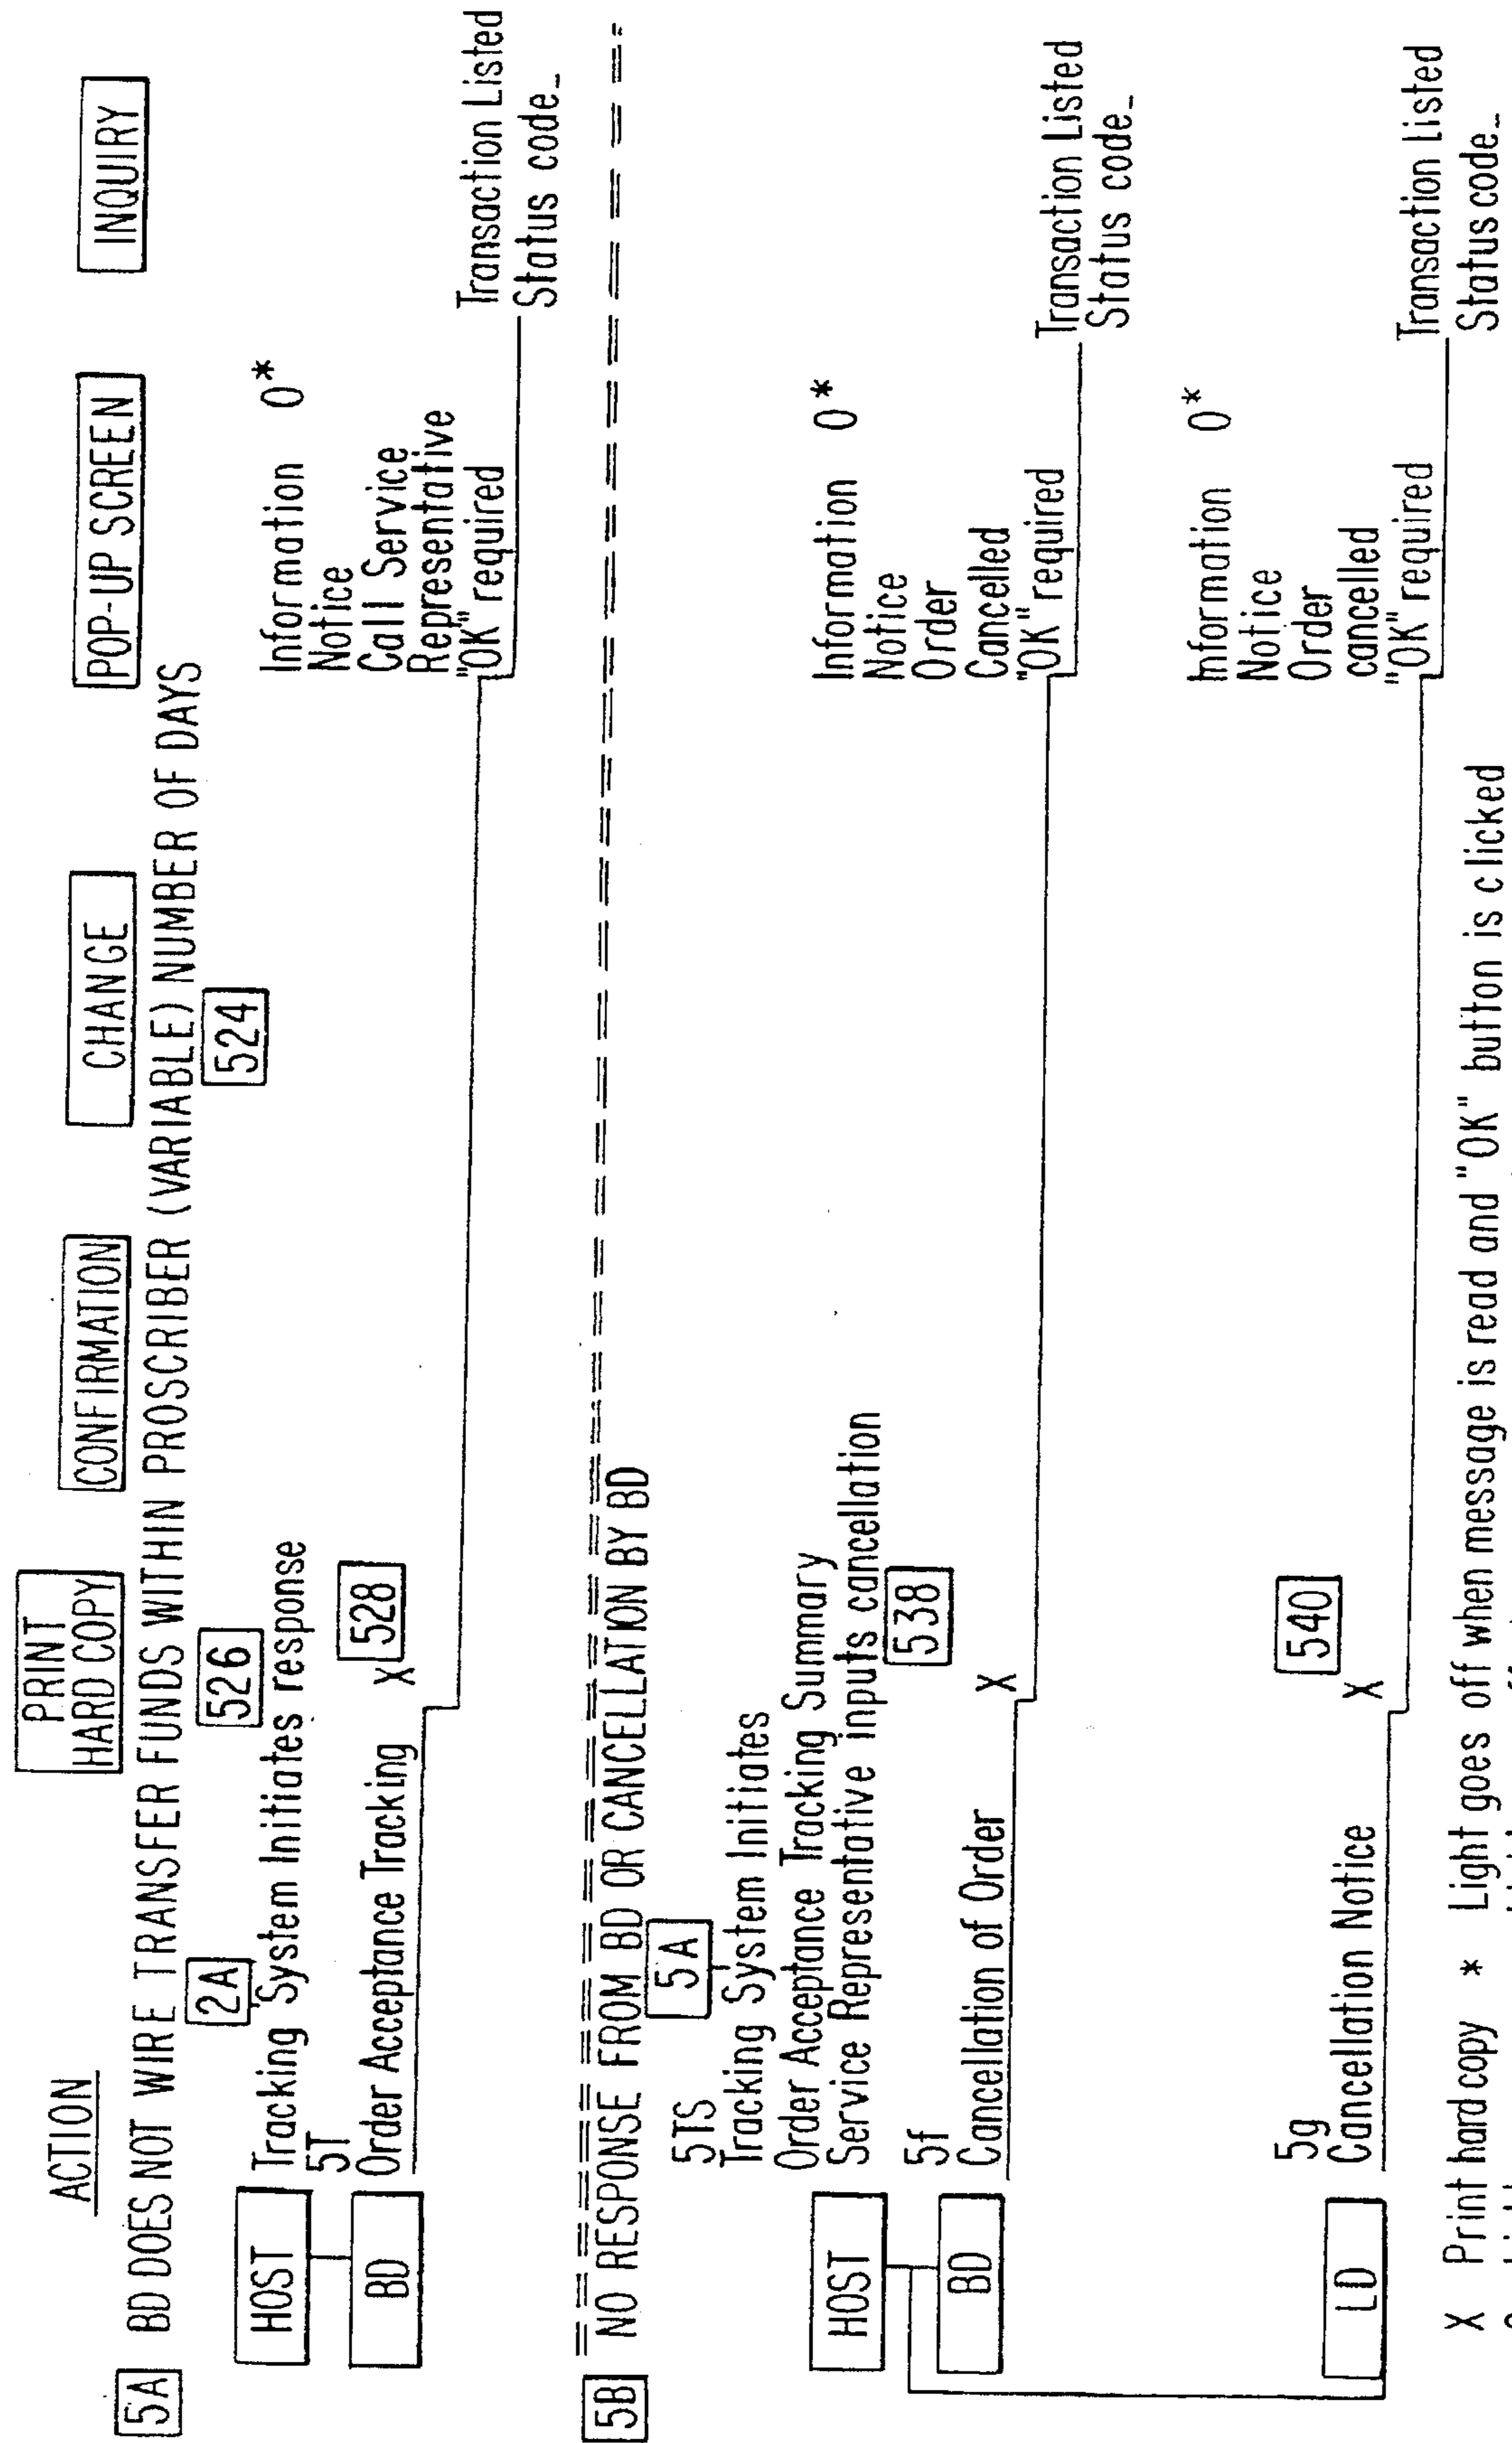 ACTION
PRINT
HARD COPY
CONFIRMATION
CHANGE
POP-UP SCREEN
INQUIRY
5A BD DOES NOT WIRE TRANSFER FUNDS WITHIN PROSCRIBER (VARIABLE) NUMBER OF DAYS
2A
526
524
HOST
Tracking System Initiates response
5T
BD
Order Acceptance Tracking
X
528
Information O*
Notice
Call Service
Representative
"OK" required
Transaction Listed
Status code_
5B NO RESPONSE FROM BD OR CANCELLATION BY BD
5A
5TS
Tracking System Initiates
Order Acceptance Tracking Summary
Service Representative inputs cancellation
HOST
538
5f
BD
Cancellation of Order
X
Information O*
Notice
Order
Cancelled
"OK" required
Transaction Listed
Status code_
540
5g
LD
Cancellation Notice
X
Information O*
Notice
Order
cancelled
"OK" required
Transaction Listed
Status code_
X Print hard copy * Light goes off when message is read and "OK" button is clicked